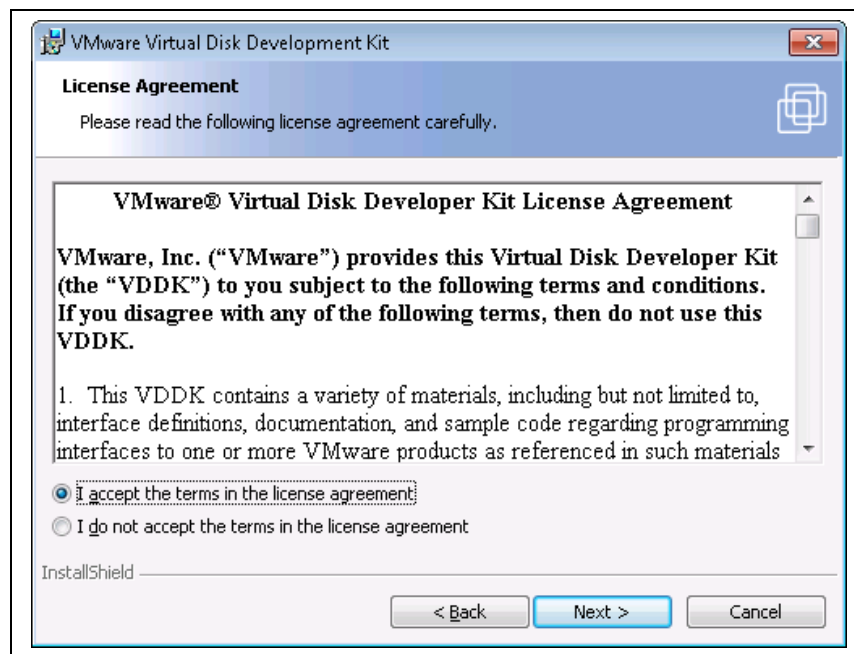 VMware Virtual Disk Development Kit
License Agreement
Please read the following license agreement carefully.
VMware® Virtual Disk Developer Kit License Agreement
VMware, Inc. (“VMware”) provides this Virtual Disk Developer Kit
(the “VDDK”) to you subject to the following terms and conditions.
If you disagree with any of the following terms, then do not use this
VDDK.
1. This VDDK contains a variety of materials, including but not limited to,
interface definitions, documentation, and sample code regarding programming
interfaces to one or more VMware products as referenced in such materials
I accept the terms in the license agreement
I do not accept the terms in the license agreement
InstallShield
< Back Next > Cancel